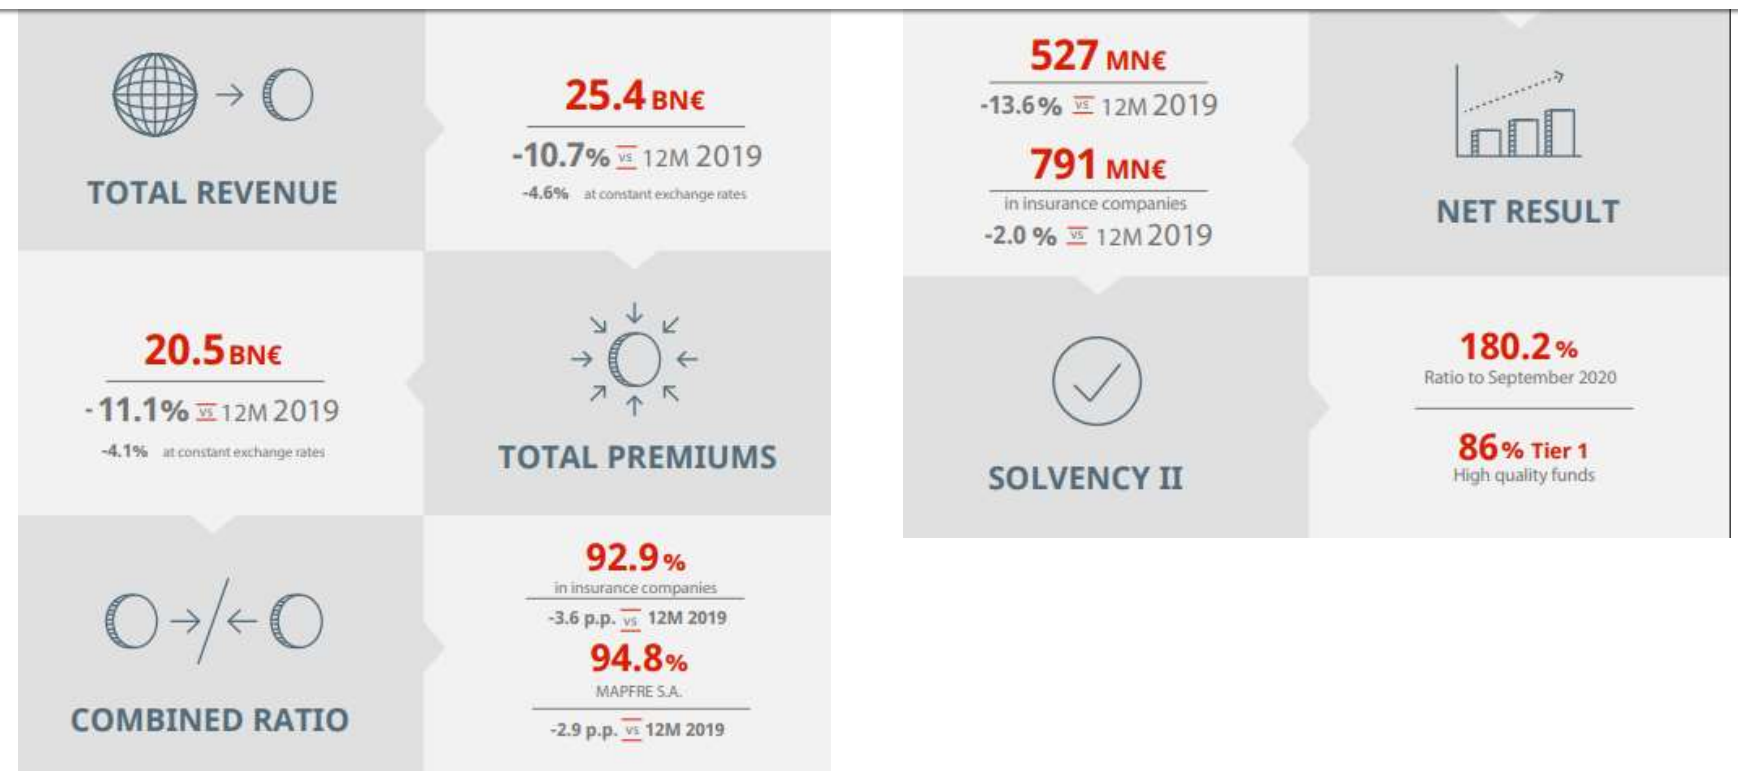 TOTAL REVENUE
25.4 BN€
-10.7% vs 12M 2019
-4.6% at constant exchange rates
20.5 BN€
-11.1% vs 12M 2019
-4.1% at constant exchange rates
TOTAL PREMIUMS
COMBINED RATIO
92.9%
in insurance companies
-3.6 p.p. vs 12M 2019
94.8%
MAPFRE S.A.
-2.9 p.p. vs 12M 2019
527 MN€
-13.6% vs 12M 2019
791 MN€
in insurance companies
-2.0 % vs 12M 2019
NET RESULT
SOLVENCY II
180.2%
Ratio to September 2020
86% Tier 1
High quality funds